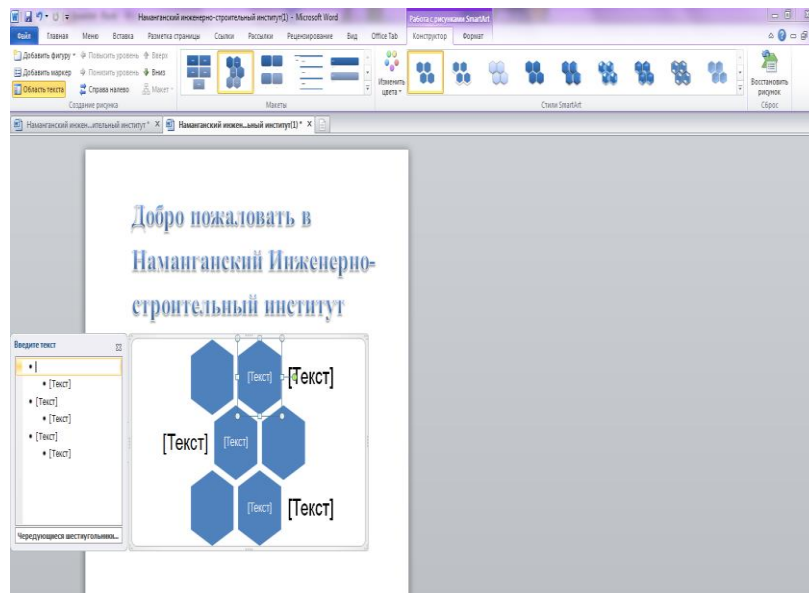 Наманганский инженерно-строительный институт(1) - Microsoft Word
Работа с рисунками SmartArt
Файл Главная Меню Вставка Разметка страницы Ссылки Рассылки Рецензирование Вид Office Tab Конструктор Формат
Добавить фигуру Повысить уровень Вверх
Добавить маркер Понизить уровень Вниз
Область текста Справа налево Макет
Изменить цвета
Восстановить рисунок
Создание рисунка Макеты Стили SmartArt Сброс
Наманганский инжен...ительный институт * X Наманганский инжен...ьный институт(1) * X
Добро пожаловать в
Наманганский Инженерно-
строительный институт
Введите текст
[Текст]
[Текст]
[Текст]
[Текст]
[Текст]
Чередующиеся шестиугольники...
[Текст] [Текст]
[Текст] [Текст]
[Текст] [Текст]